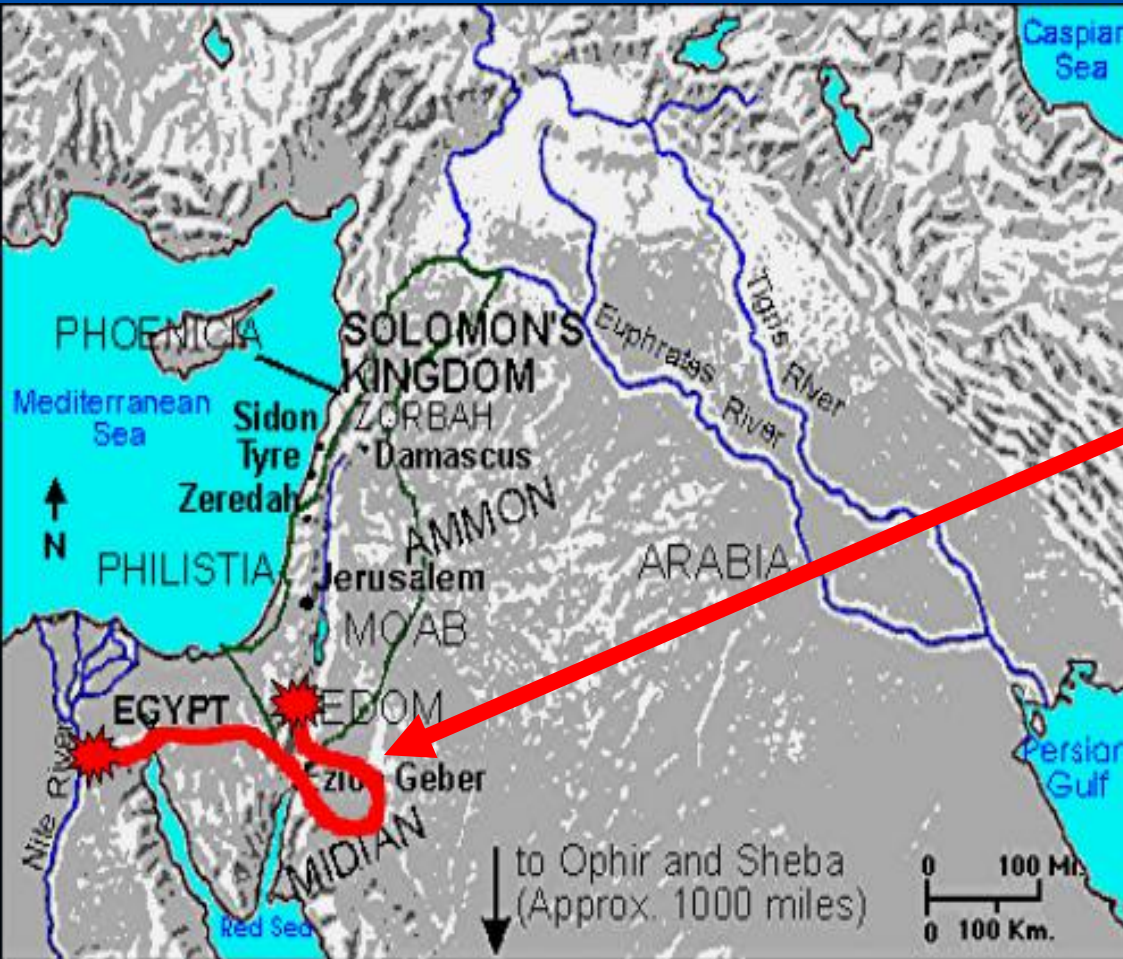 Caspian
Sea
PHOENICIA
SOLOMON'S
KINGDOM
Mediterranean
Sea
Sidon
ZORBAH
Tyre
Damascus
Zeredah
N
AMMON
PHILISTIA
Jerusalem
MOAB
ARABIA
Euphrates
River
Tigris
River
EGYPT
EDOM
Geber
Nile River
MIDIAN
Red Sea
Persian
Gulf
to Ophir and Sheba
(Approx. 1000 miles)
0 100 Mi.
0 100 Km.